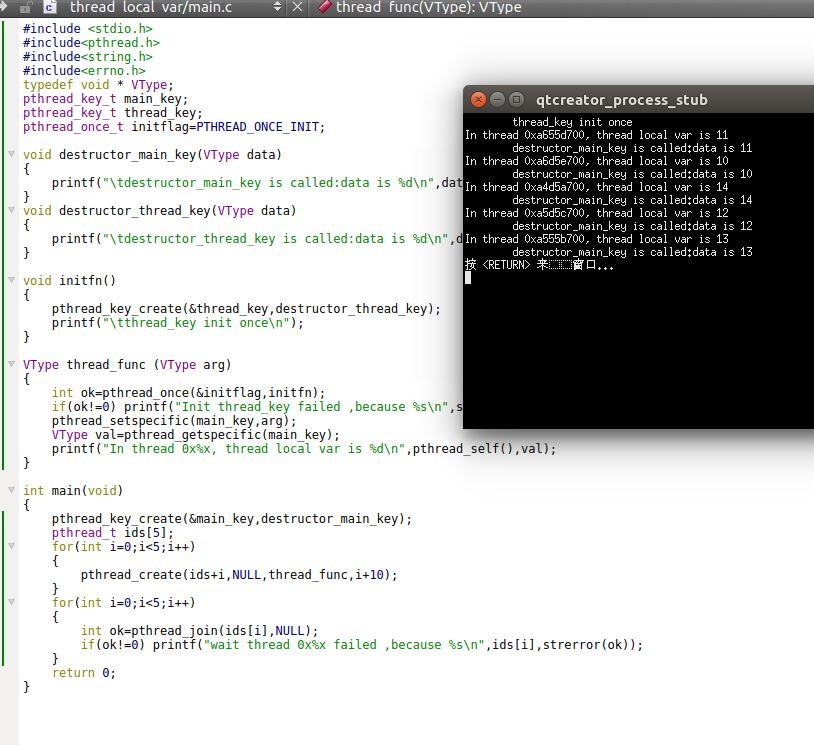 thread_local_var/main.c
thread_func(VType): VType
#include <stdio.h>
#include<pthread.h>
#include<string.h>
#include<errno.h>
typedef void * VType;
pthread_key_t main_key;
pthread_key_t thread_key;
pthread_once_t initflag=PTHREAD_ONCE_INIT;
void destructor_main_key(VType data)
{
printf("\tdestructor_main_key is called:data is %d\n",dat
}
void destructor_thread_key(VType data)
{
printf("\tdestructor_thread_key is called:data is %d\n",d
}
void initfn()
{
pthread_key_create(&thread_key,destructor_thread_key);
printf("\tthread_key init once\n");
}
VType thread_func (VType arg)
{
int ok=pthread_once(&initflag,initfn);
if(ok!=0) printf("Init thread_key failed ,because %s\n",s
pthread_setspecific(main_key,arg);
VType val=pthread_getspecific(main_key);
printf("In thread 0x%x, thread local var is %d\n",pthread_self(),val);
}
int main(void)
{
pthread_key_create(&main_key,destructor_main_key);
pthread_t ids[5];
for(int i=0;i<5;i++)
{
pthread_create(ids+i,NULL,thread_func,i+10);
}
for(int i=0;i<5;i++)
{
int ok=pthread_join(ids[i],NULL);
if(ok!=0) printf("wait thread 0x%x failed ,because %s\n",ids[i],strerror(ok));
}
return 0;
}
qtcreator_process_stub
thread_key init once
In thread 0xa655d700, thread local var is 11
destructor_main_key is called:data is 11
In thread 0xa6d5e700, thread local var is 10
destructor_main_key is called:data is 10
In thread 0xa4d5a700, thread local var is 14
destructor_main_key is called:data is 14
In thread 0xa5d5c700, thread local var is 12
destructor_main_key is called:data is 12
In thread 0xa555b700, thread local var is 13
destructor_main_key is called:data is 13
按 <RETURN> 来窗口...